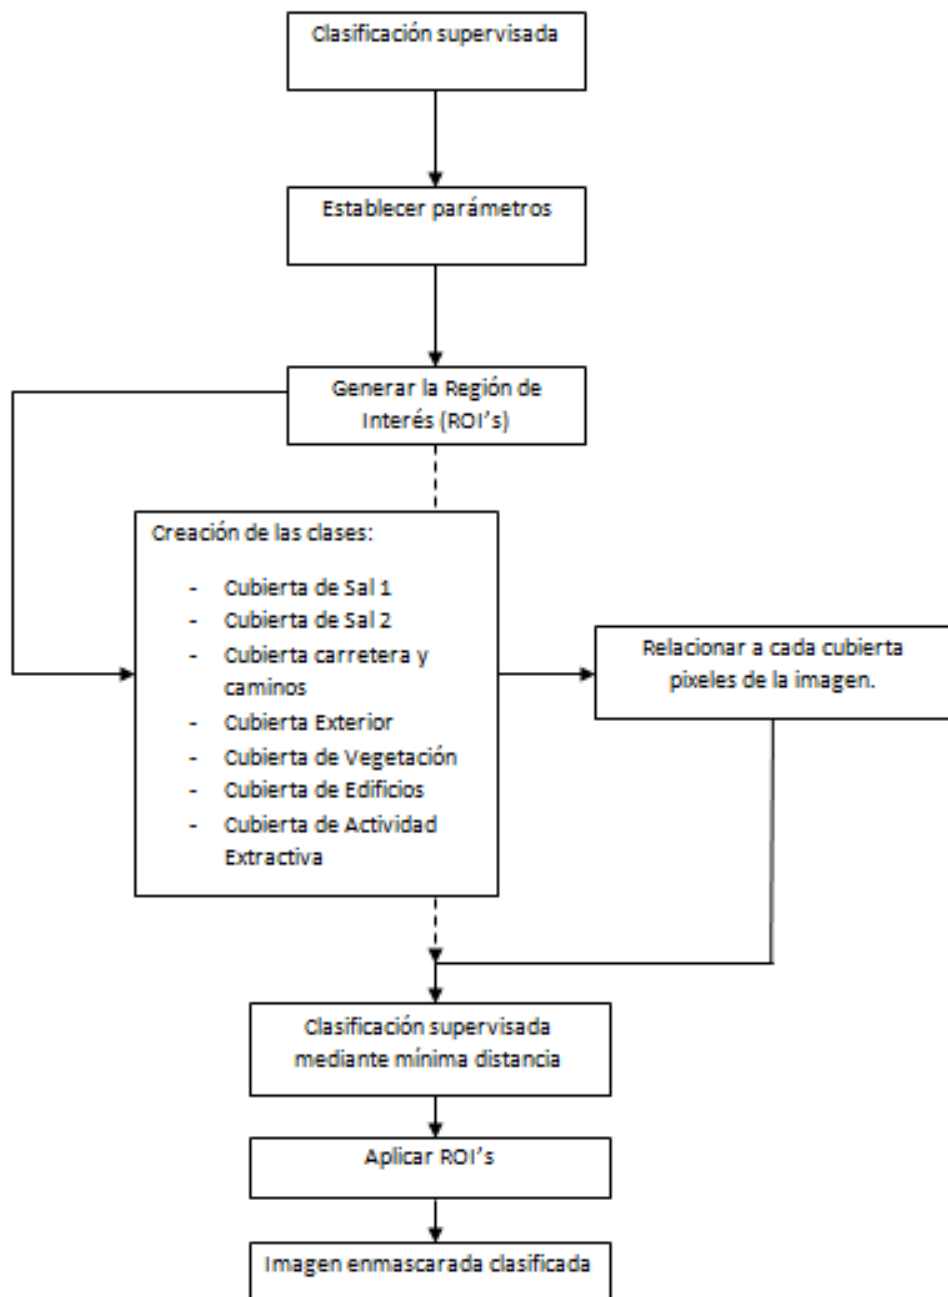 Clasificación supervisada
Establecer parámetros
Generar la Región de
Interés (ROI's)
Creación de las clases:
- Cubierta de Sal 1
- Cubierta de Sal 2
- Cubierta carretera y
caminos
- Cubierta Exterior
- Cubierta de Vegetación
- Cubierta de Edificios
- Cubierta de Actividad
Extractiva
Relacionar a cada cubierta
pixeles de la imagen.
Clasificación supervisada
mediante mínima distancia
Aplicar ROI's
Imagen enmascarada clasificada